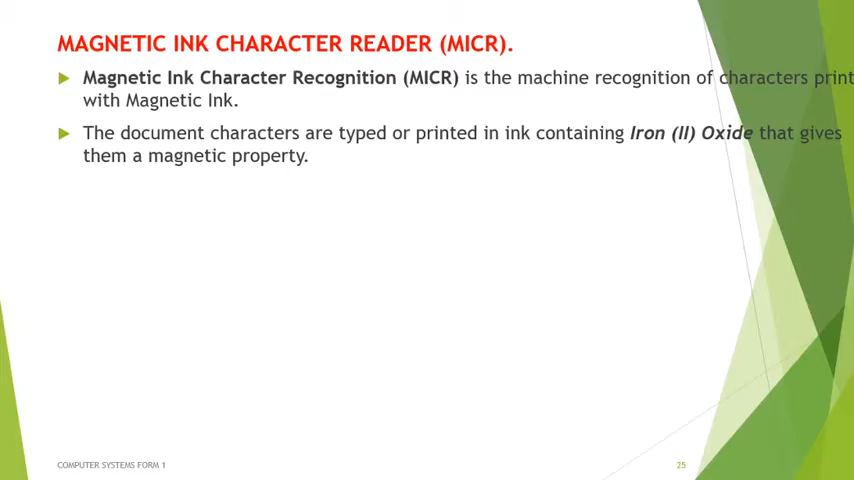 MAGNETIC INK CHARACTER READER (MICR).
Magnetic Ink Character Recognition (MICR) is the machine recognition of characters print
with Magnetic Ink.
The document characters are typed or printed in ink containing Iron (II) Oxide that gives
them a magnetic property.
COMPUTER SYSTEMS FORM 1
25